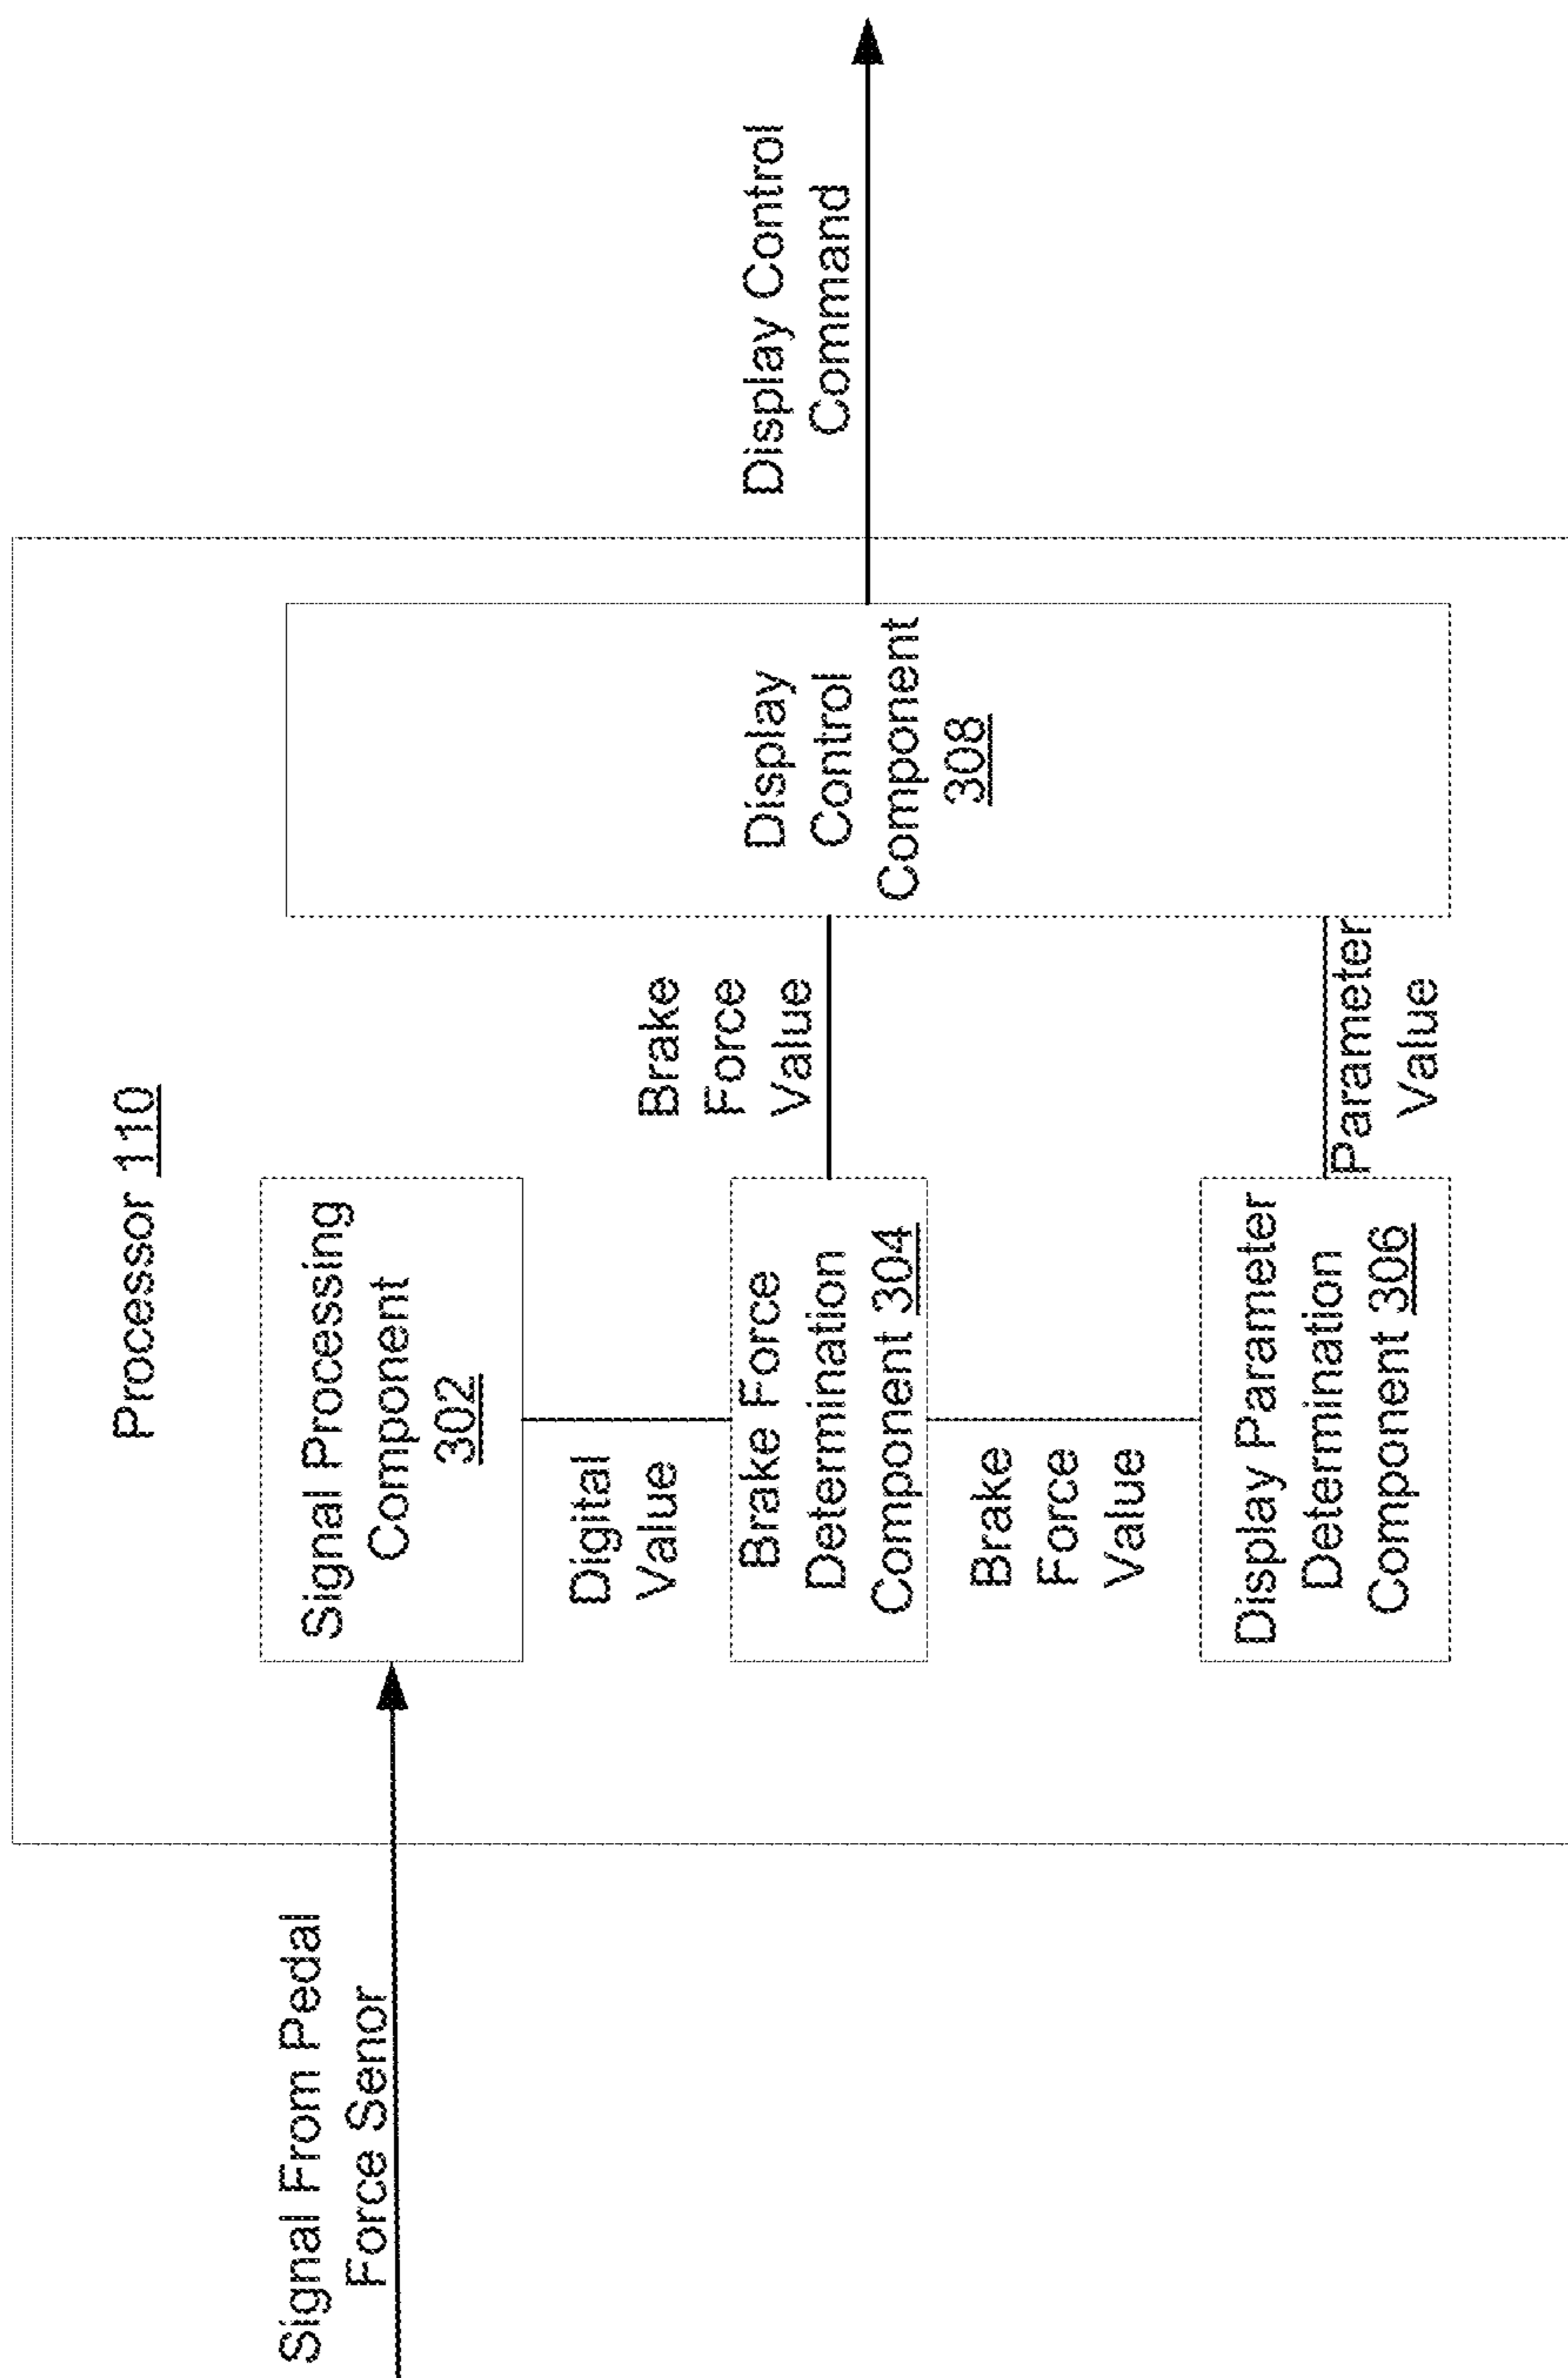 Processor 110
Signal From Pedal
Force Senor
Signal Processing
Component
302
Digital
Value
Brake Force
Determination
Component 304
Brake
Force
Value
Brake
Force
Value
Display Parameter
Determination
Component 306
Parameter
Value
Display
Control
Component
308
Display Control
Command